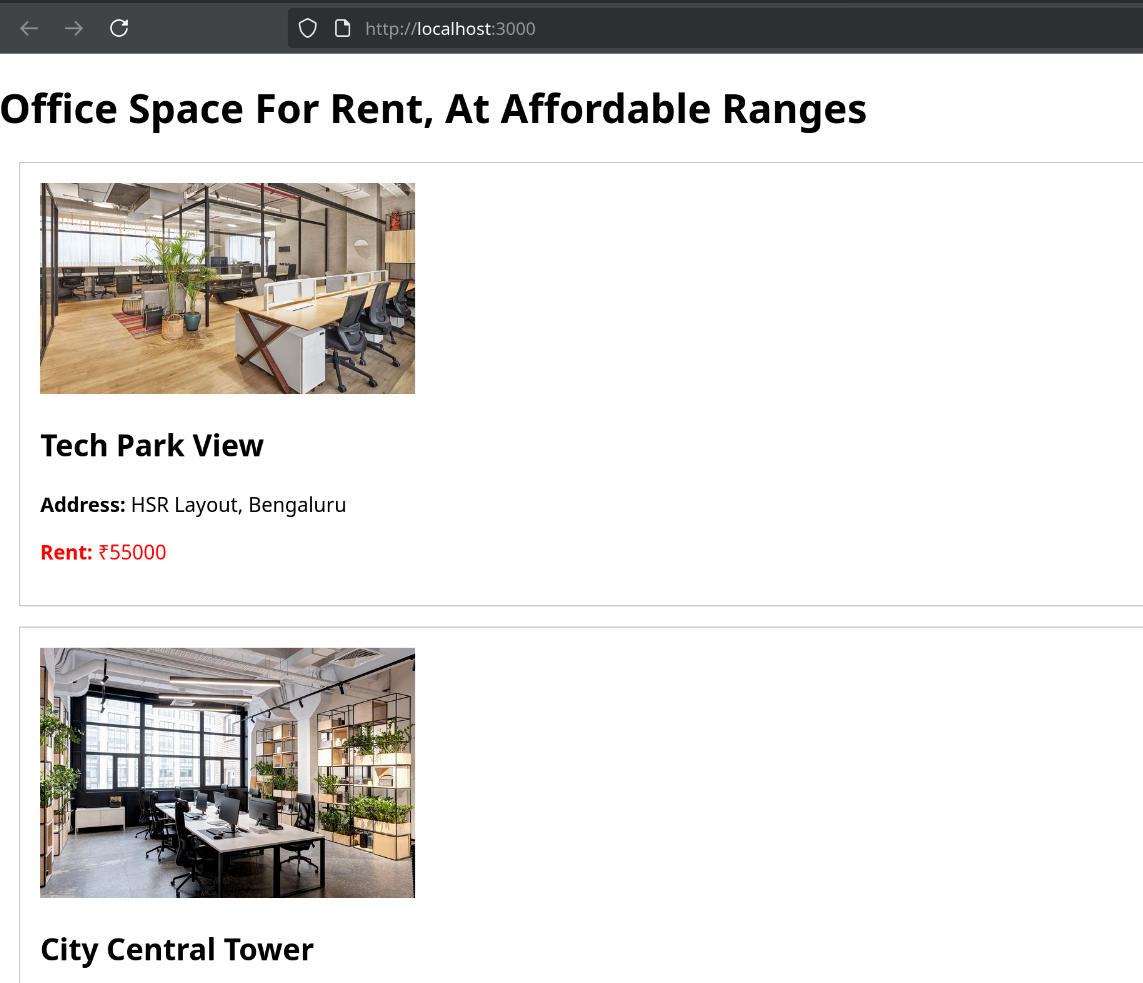 http://localhost:3000
Office Space For Rent, At Affordable Ranges
Tech Park View
Address: HSR Layout, Bengaluru
Rent: ₹55000
City Central Tower